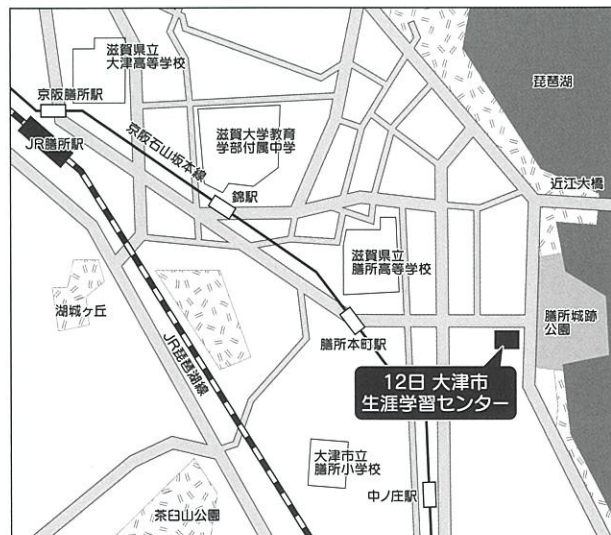 滋賀県立
大津高等学校
琵琶湖
京阪膳所駅
JR膳所駅
京阪石山坂本線
滋賀大学教育
学部付属中学
近江大橋
錦駅
滋賀県立
膳所高等学校
湖城ヶ丘
膳所城跡
公園
JR琵琶湖線
膳所本町駅
12日 大津市
生涯学習センター
大津市立
膳所小学校
中ノ庄駅
茶臼山公園